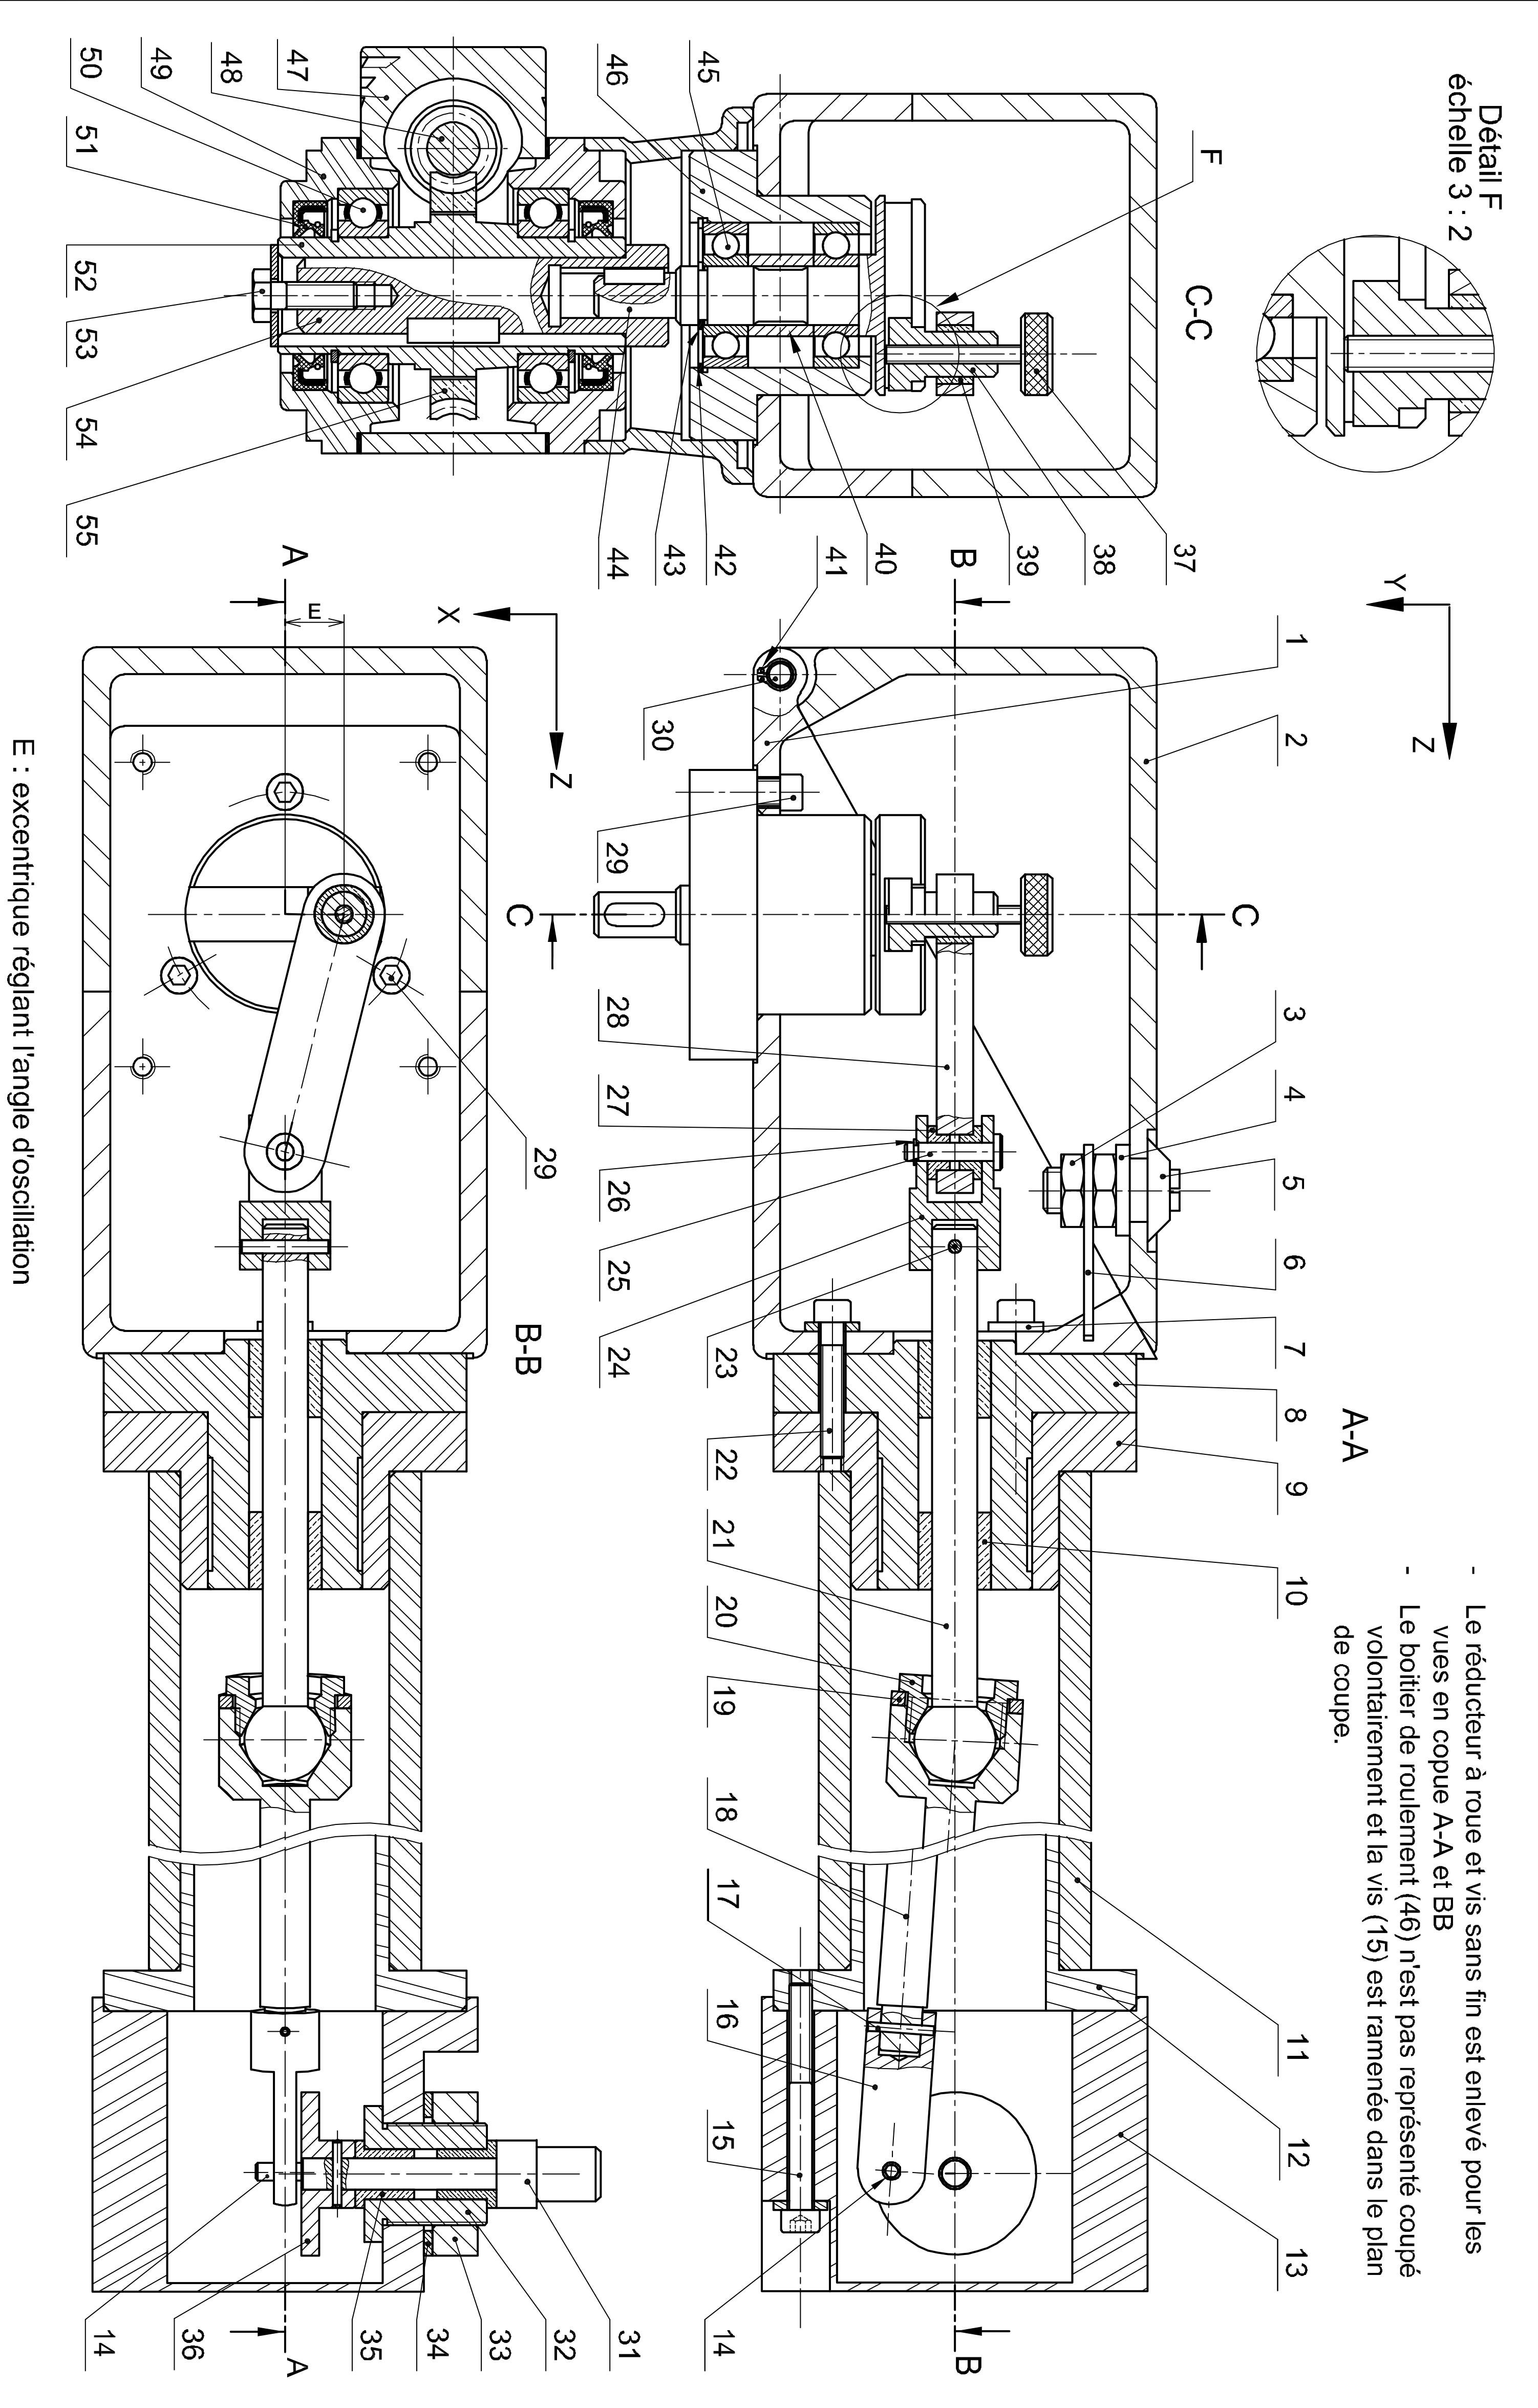 Détail F
échelle 3 : 2
- Le réducteur à roue et vis sans fin est enlevé pour les
vues en copue A-A et BB
- Le boitier de roulement (46) n'est pas représenté coupé
volontairement et la vis (15) est ramenée dans le plan
de coupe.
C-C
F
Y
Z
A-A
1
2
3
4
5
6
7
8
9
10
11
12
13
37
38
39
40
41
42
43
44
45
46
47
48
49
50
51
52
53
54
55
B
B
C
C
30
29
28
27
26
25
24
23
22
21
20
19
18
17
16
15
14
X
Z
B-B
A
A
E
29
31
32
33
34
35
36
14
E : excentrique réglant l'angle d'oscillation